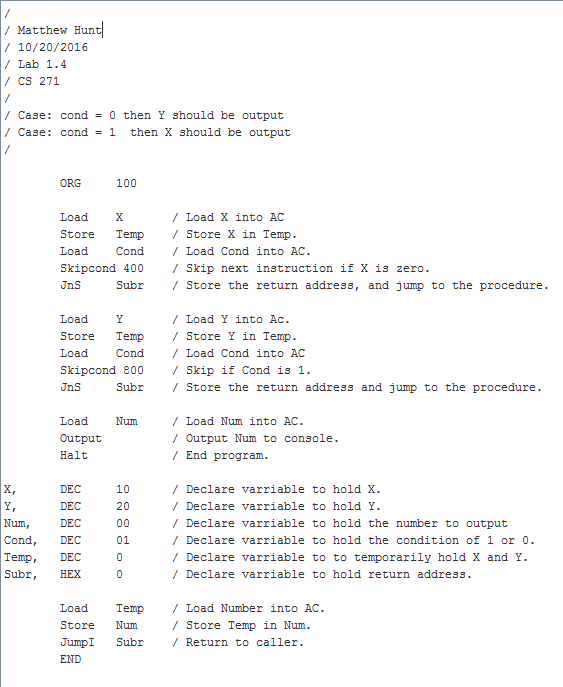 /
/ Matthew Hunt
/ 10/20/2016
/ Lab 1.4
/ CS 271
/
/ Case: cond = 0 then Y should be output
/ Case: cond = 1  then X should be output
/

        ORG     100

        Load    X       / Load X into AC
        Store   Temp    / Store X in Temp.
        Load    Cond    / Load Cond into AC.
        Skipcond 400    / Skip next instruction if X is zero.
        JnS     Subr    / Store the return address, and jump to the procedure.

        Load    Y       / Load Y into Ac.
        Store   Temp    / Store Y in Temp.
        Load    Cond    / Load Cond into AC
        Skipcond 800    / Skip if Cond is 1.
        JnS     Subr    / Store the return address and jump to the procedure.

        Load    Num     / Load Num into AC.
        Output          / Output Num to console.
        Halt            / End program.

X,      DEC     10      / Declare varriable to hold X.
Y,      DEC     20      / Declare varriable to hold Y.
Num,    DEC     00      / Declare varriable to hold the number to output
Cond,   DEC     01      / Declare varriable to hold the condition of 1 or 0.
Temp,   DEC     0       / Declare varriable to to temporarily hold X and Y.
Subr,   HEX     0       / Declare varriable to hold return address.

        Load    Temp    / Load Number into AC.
        Store   Num     / Store Temp in Num.
        JumpI   Subr    / Return to caller.
        END